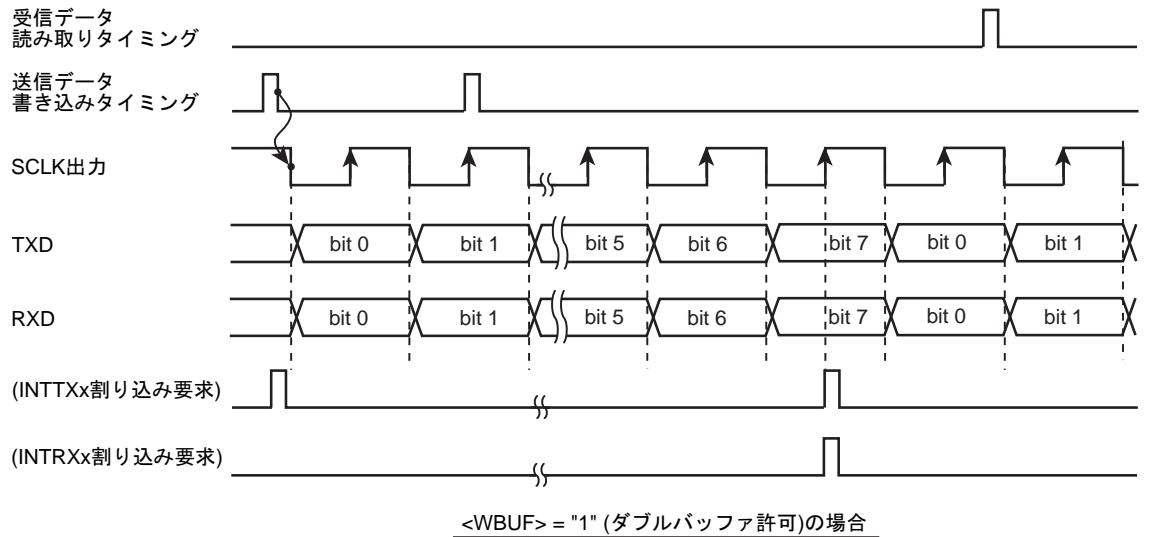 受信データ
読み取りタイミング
送信データ
書き込みタイミング
SCLK出力
TXD
bit 0 bit 1 bit 5 bit 6 bit 7 bit 0 bit 1
RXD
bit 0 bit 1 bit 5 bit 6 bit 7 bit 0 bit 1
(INTTXx割り込み要求)
(INTRXx割り込み要求)
<WBUF> = "1" (ダブルバッファ許可)の場合